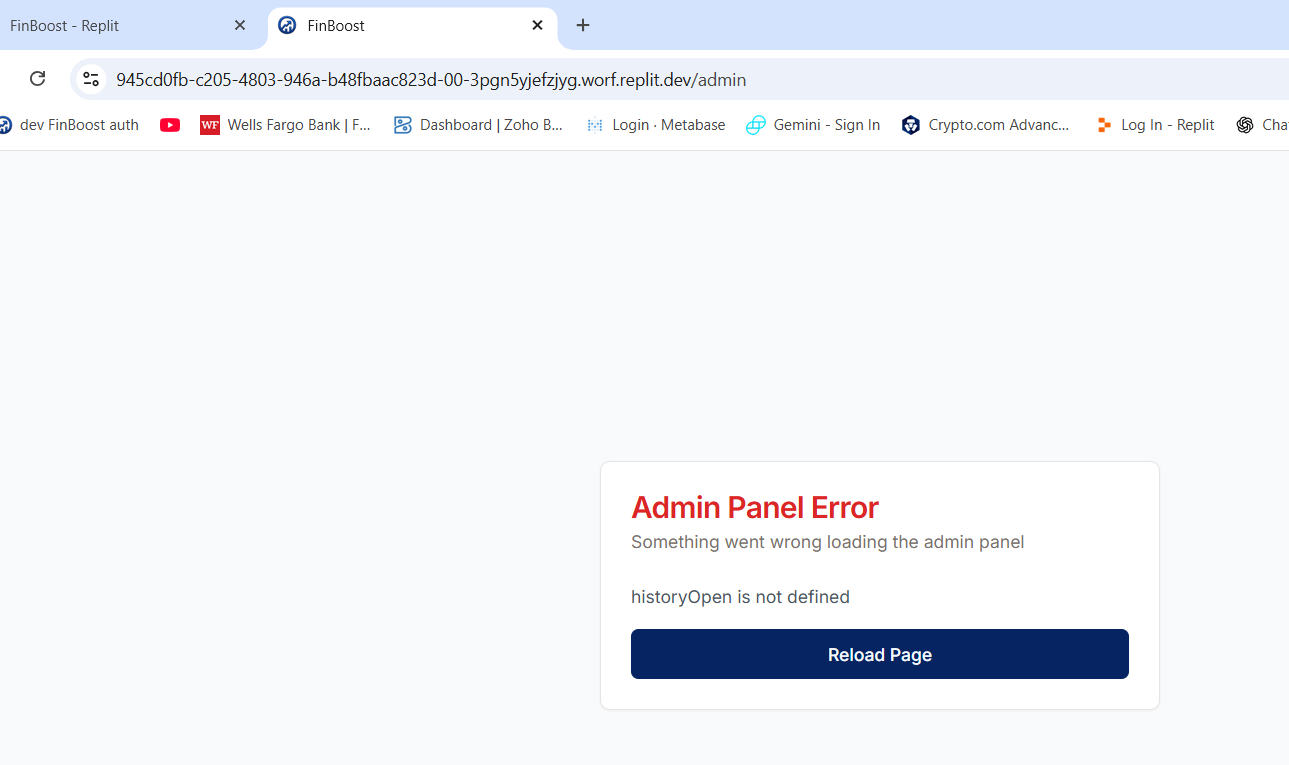 FinBoost - Replit
FinBoost
945cd0fb-c205-4803-946a-b48fbaac823d-00-3pgn5yjefzjyg.worf.replit.dev/admin
dev FinBoost auth WF Wells Fargo Bank | F... Dashboard | Zoho B... Login · Metabase Gemini - Sign In Crypto.com Advanc... Log In - Replit Cha
Admin Panel Error
Something went wrong loading the admin panel
historyOpen is not defined
Reload Page